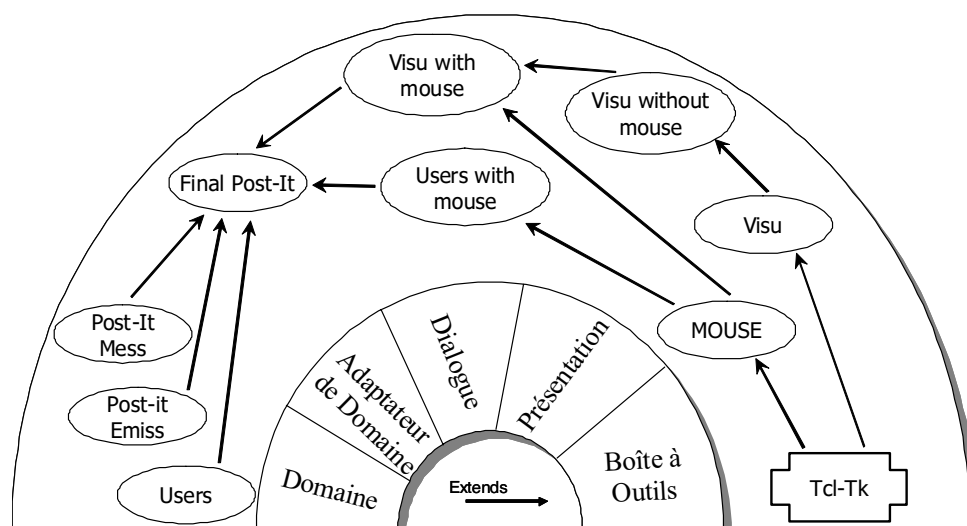 Visu with
mouse
Visu without
mouse
Final Post-It
Users with
mouse
Visu
Post-It
Mess
MOUSE
Post-it
Emiss
Users
Tcl-Tk
Domaine
Adaptateur
de Domaine
Dialogue
Présentation
Boîte à
Outils
Extends